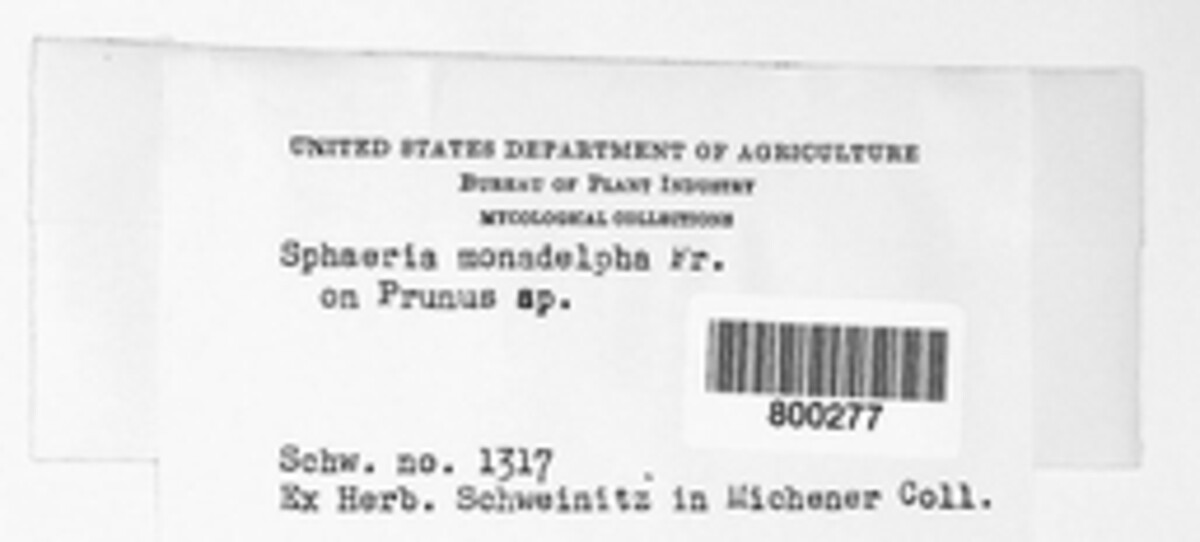 UNITED STATES DEPARTMENT OF AGRICULTURE
BUREAU OF PLANT INDUSTRY
MYCOLOGICAL COLLECTIONS
Sphaeria monadelpha Fr.
on Prunus sp.
800277
Schw. no. 1317
Ex Herb. Schweinitz in Michener Coll.